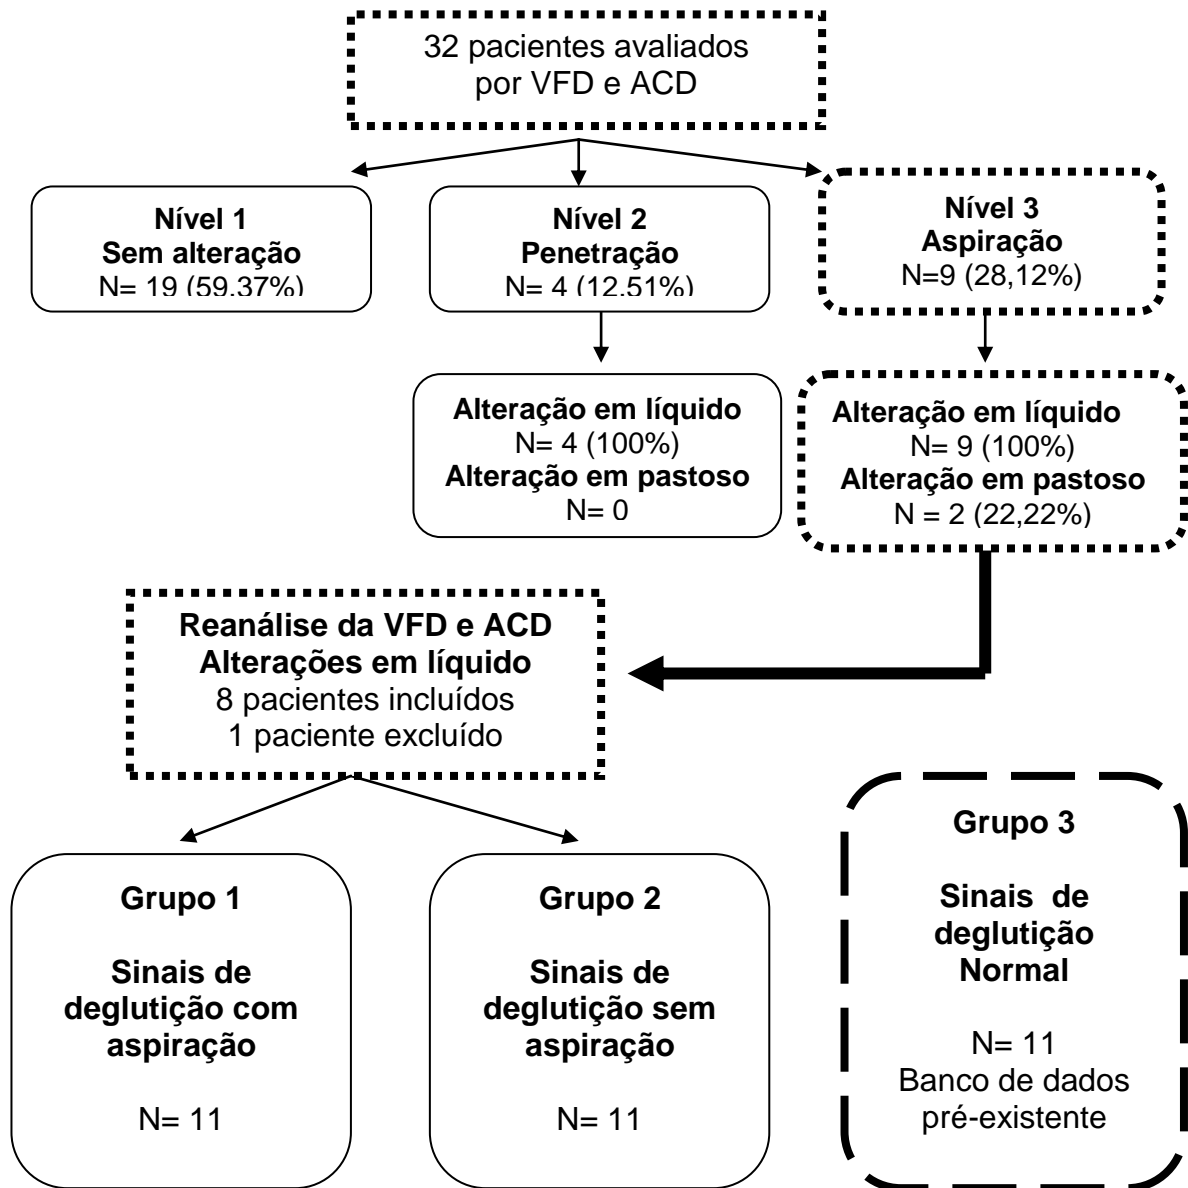 32 pacientes avaliados
por VFD e ACD
Nível 1
Sem alteração
N= 19 (59.37%)
Nível 2
Penetração
N= 4 (12.51%)
Nível 3
Aspiração
N=9 (28,12%)
Alteração em líquido
N= 4 (100%)
Alteração em pastoso
N= 0
Alteração em líquido
N= 9 (100%)
Alteração em pastoso
N = 2 (22,22%)
Reanálise da VFD e ACD
Alterações em líquido
8 pacientes incluídos
1 paciente excluído
Grupo 1
Sinais de
deglutição com
aspiração
N= 11
Grupo 2
Sinais de
deglutição sem
aspiração
N= 11
Grupo 3
Sinais de
deglutição
Normal
N= 11
Banco de dados
pré-existente